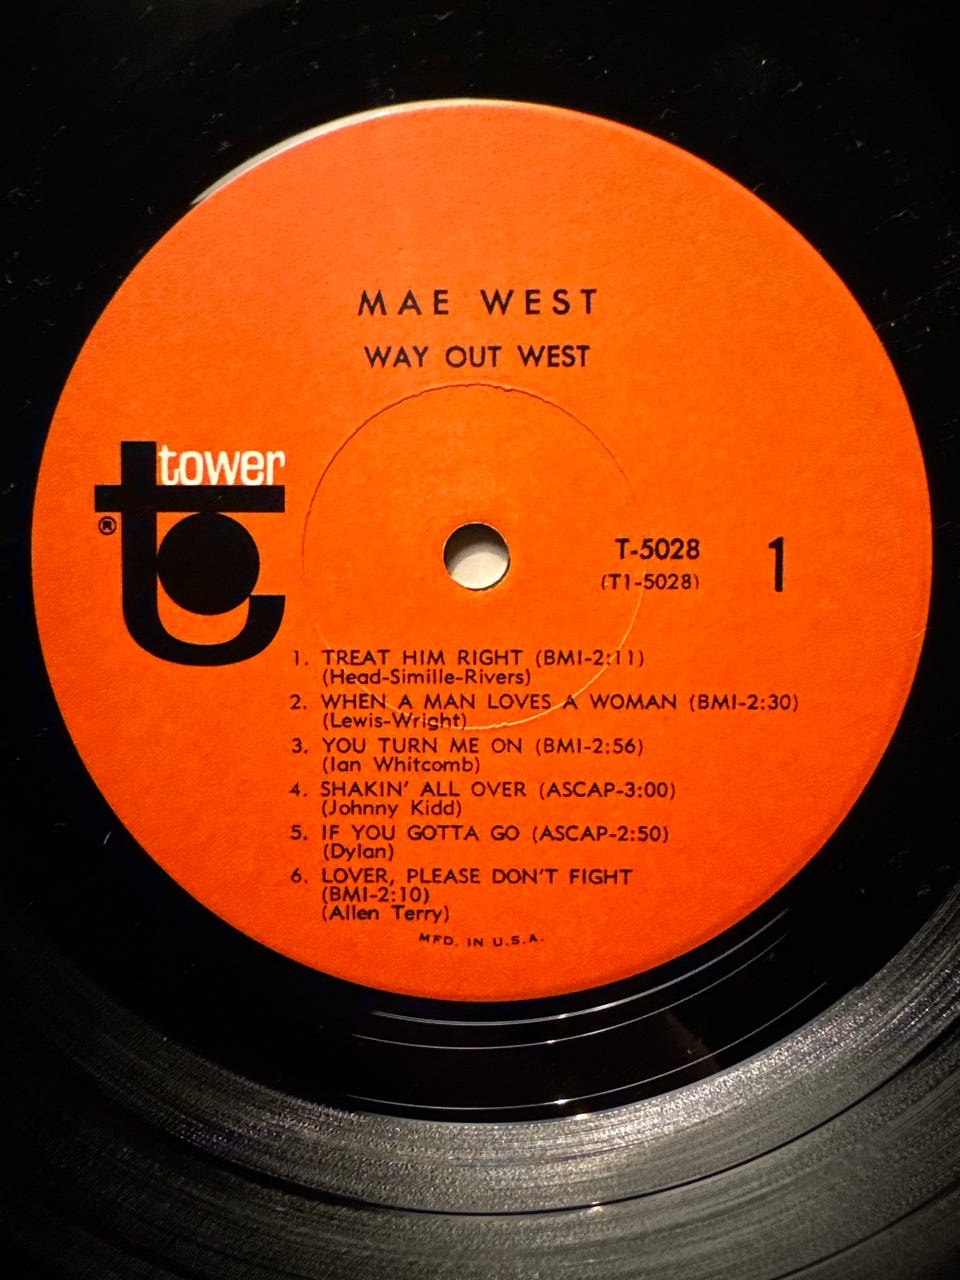 MAE WEST
WAY OUT WEST
tower
®
T-5028
(T1-5028)
1
1. TREAT HIM RIGHT (BMI-2:11)
(Head-Simille-Rivers)
2. WHEN A MAN LOVES A WOMAN (BMI-2:30)
(Lewis-Wright)
3. YOU TURN ME ON (BMI-2:56)
(Ian Whitcomb)
4. SHAKIN' ALL OVER (ASCAP-3:00)
(Johnny Kidd)
5. IF YOU GOTTA GO (ASCAP-2:50)
(Dylan)
6. LOVER, PLEASE DON'T FIGHT
(BMI-2:10)
(Allen Terry)
MFD. IN U.S.A.